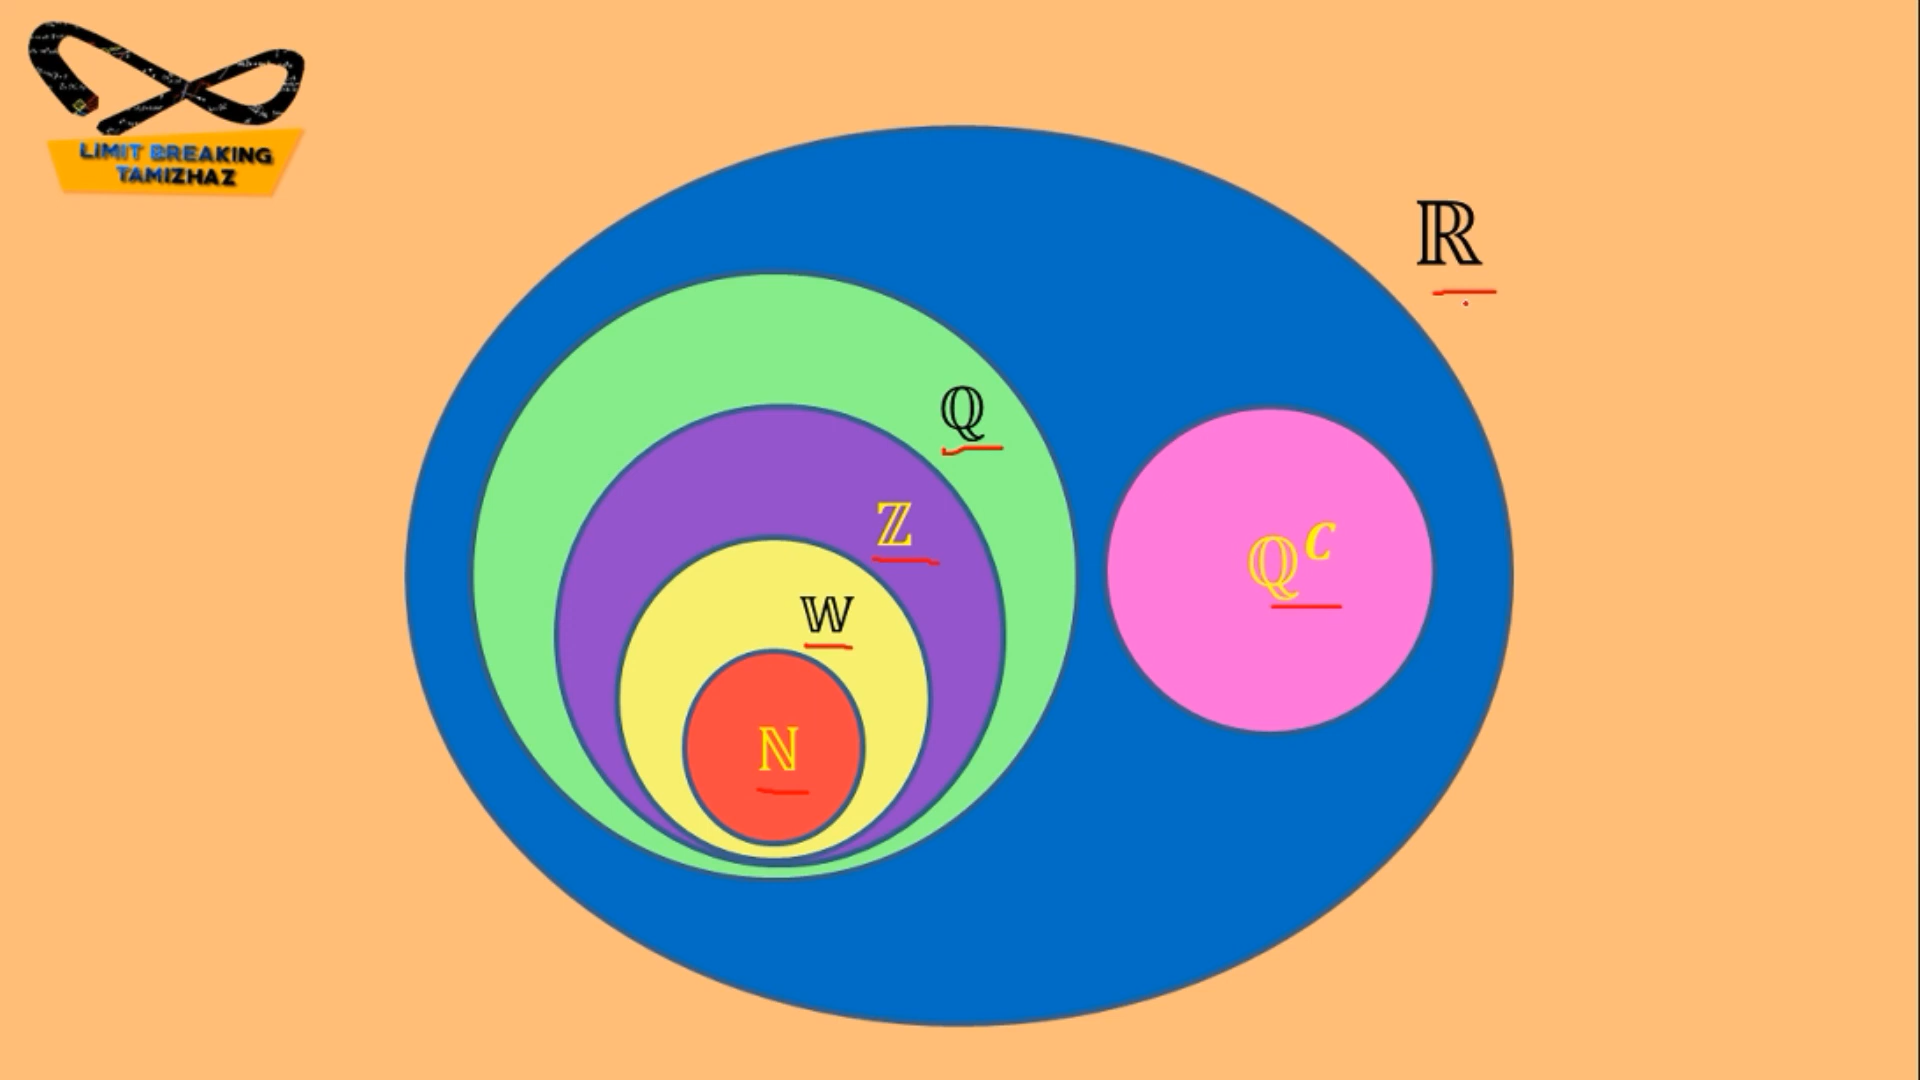 LIMIT BREAKING
TAMIZHAZ
ℝ
ℚ
ℤ
ℚᶜ
𝕎
ℕ